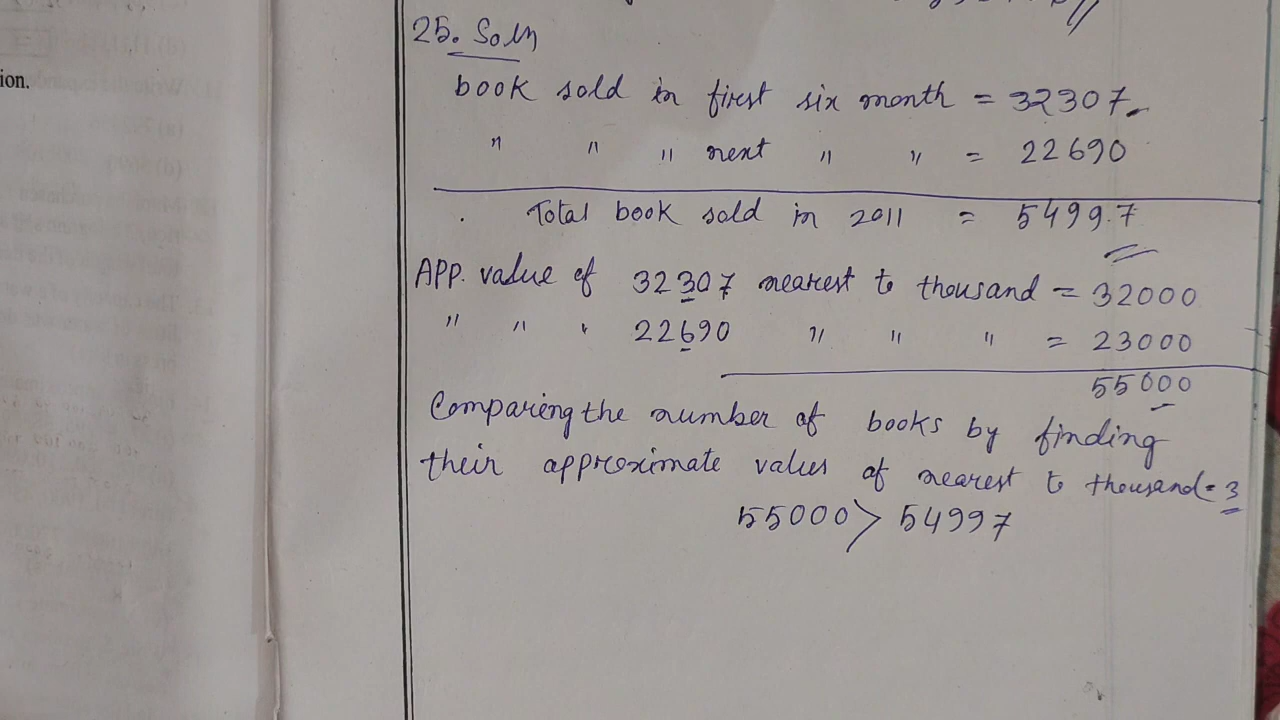 ion.
25. Soln
book sold in first six month = 32307
" " " next " " = 22690
Total book sold in 2011 = 54997
APP. value of 32307 nearest to thousand = 32000
" " " 22690 " " " = 23000
55000
Comparing the number of books by finding
their approximate values of nearest to thousand = 3
55000 > 54997